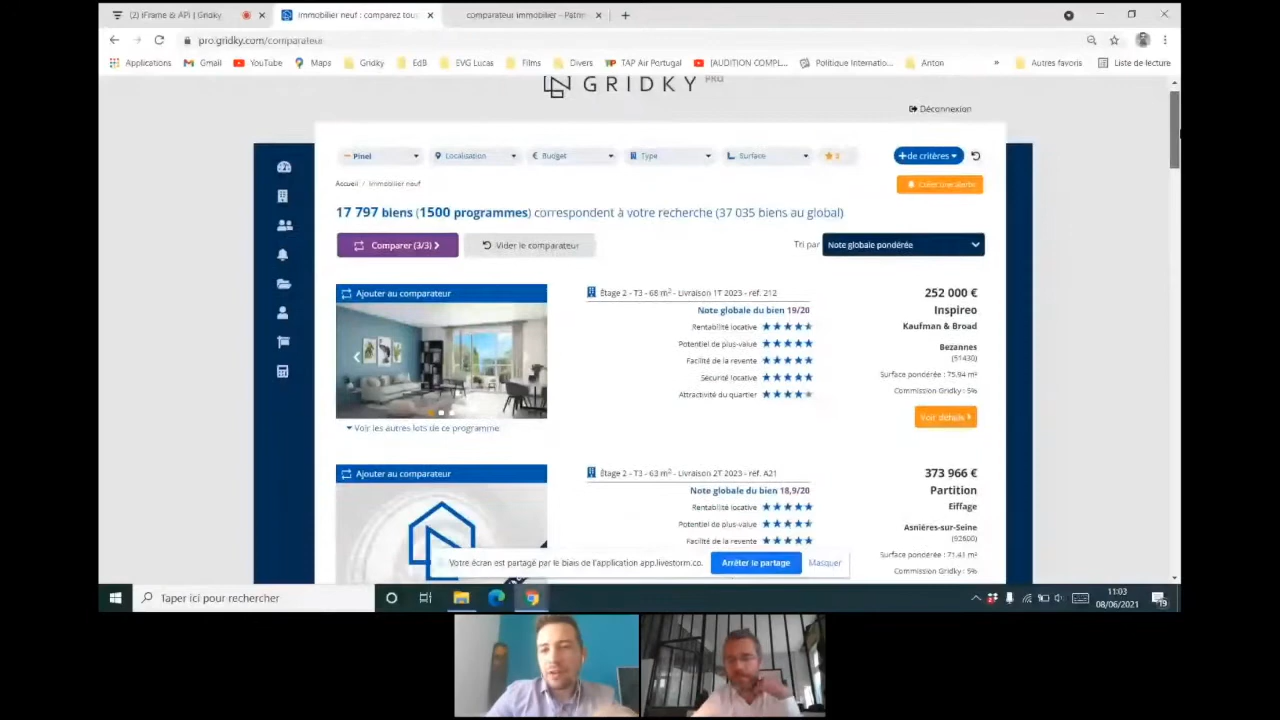 (2) iFrame & API | Gridky
Immobilier neuf : comparez tous
comparateur immobilier - Patrim
pro.gridky.com/comparateur
Applications
Gmail
YouTube
Maps
Gridky
EdB
EVG Lucas
Films
Divers
TAP Air Portugal
[AUDITION COMPL...
Politique Internatio...
Anton
»
Autres favoris
Liste de lecture
GRIDKY PRO
Déconnexion
Pinel
Localisation
Budget
Type
Surface
+de critères
Accueil / Immobilier neuf
Créer une alerte
17 797 biens (1500 programmes) correspondent à votre recherche (37 035 biens au global)
Comparer (3/3)
Vider le comparateur
Tri par
Note globale pondérée
Ajouter au comparateur
Étage 2 - T3 - 68 m² - Livraison 1T 2023 - réf. 212
252 000 €
Note globale du bien 19/20
Inspireo
Rentabilité locative
Kaufman & Broad
Potentiel de plus-value
Bezannes
(51430)
Facilité de la revente
Sécurité locative
Surface pondérée : 75.94 m²
Attractivité du quartier
Commission Gridky : 5%
Voir détails
Voir les autres lots de ce programme
Ajouter au comparateur
Étage 2 - T3 - 63 m² - Livraison 2T 2023 - réf. A21
373 966 €
Note globale du bien 18,9/20
Partition
Rentabilité locative
Eiffage
Potentiel de plus-value
Asnières-sur-Seine
(92600)
Facilité de la revente
Surface pondérée : 71.41 m²
Commission Gridky : 5%
Votre écran est partagé par le biais de l'application app.livestorm.co.
Arrêter le partage
Masquer
Taper ici pour rechercher
11:03
08/06/2021
19